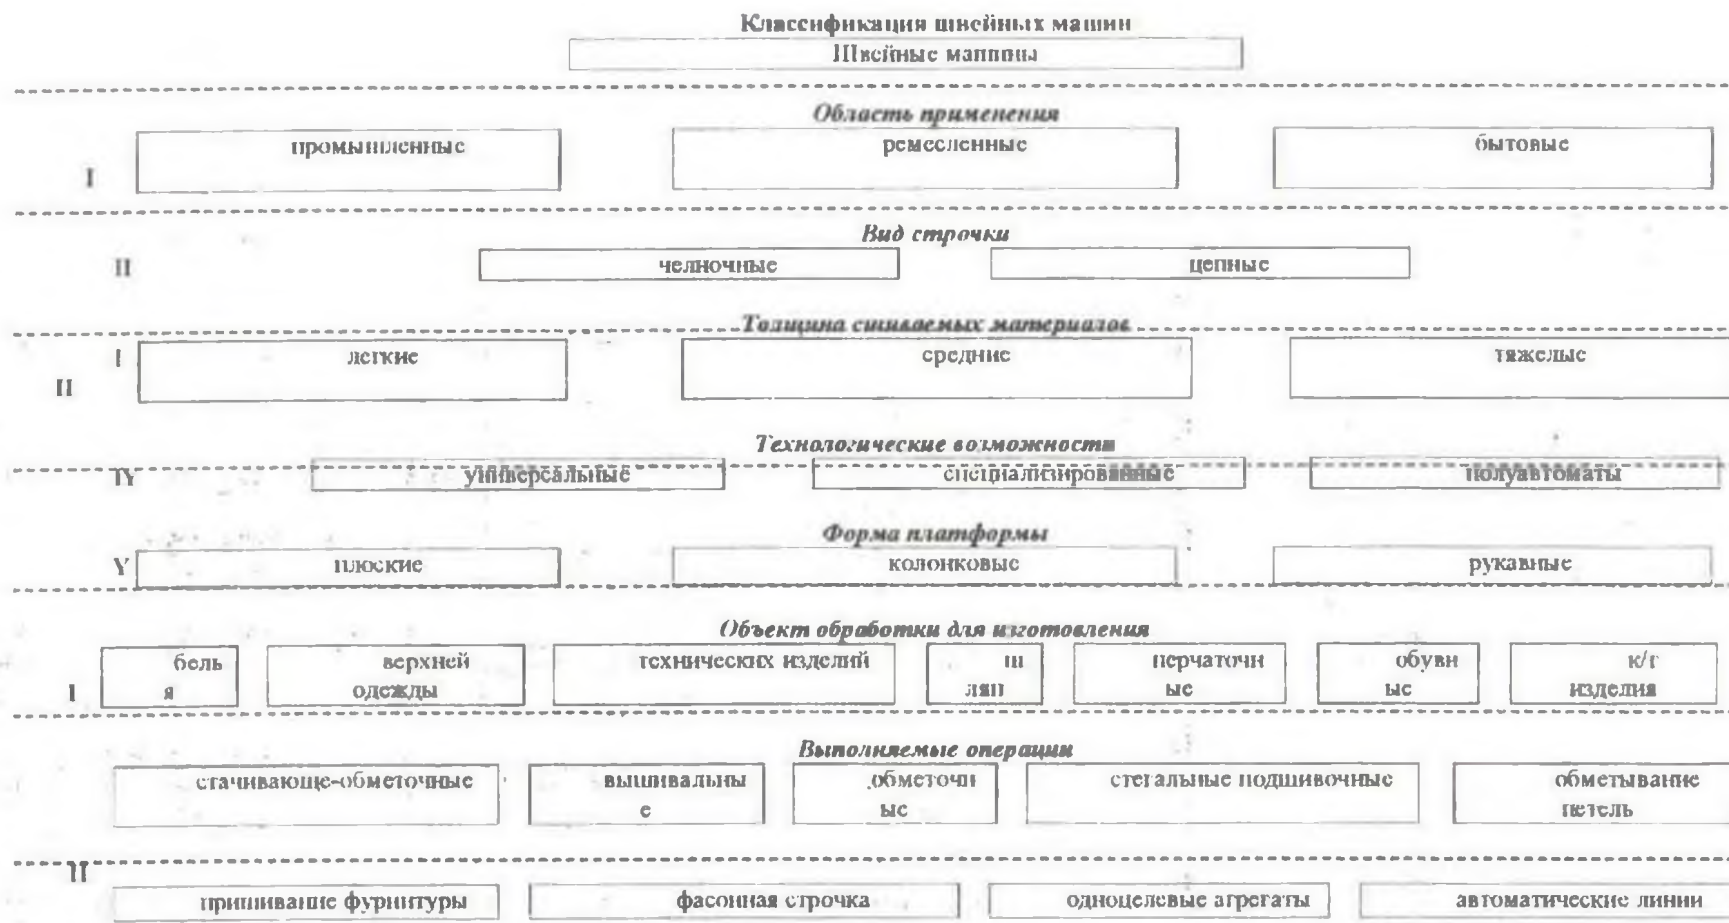 Классификация швейных машин
Швейные машины
Область применения
промышленные ремесленные бытовые
I
Вид строчки
II челночные цепные
Толщина сшиваемых материалов
I легкие средние тяжелые
II
Технологические возможности
IY универсальные специализированные полуавтоматы
Форма платформы
Y плоские колонковые рукавные
Объект обработки для изготовления
бель верхней технических изделий ш перчаточн обувн к/г
I я одежды ляп ые ые изделия
Выполняемые операции
стачивающе-обметочные вышивальны обметочн стегальные подшивочные обметывание
е ые петель
II
пришивание фурнитуры фасонная строчка одноцелевые агрегаты автоматические линии